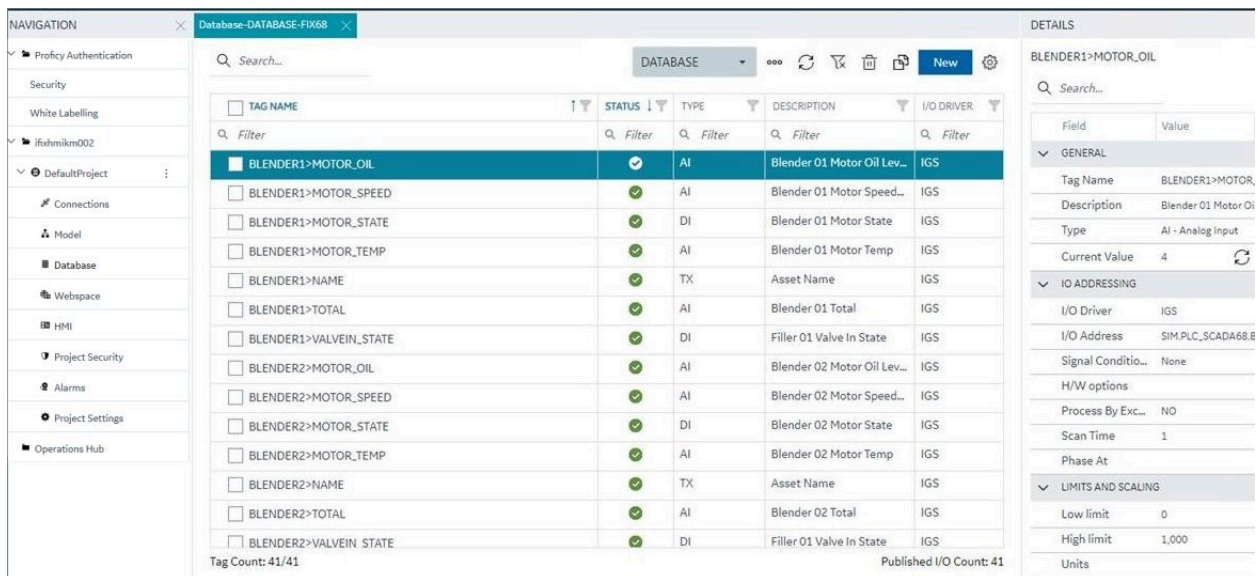 NAVIGATION
Proficy Authentication
Security
White Labelling
ifixhmikm002
DefaultProject
Connections
Model
Database
Webspace
HMI
Project Security
Alarms
Project Settings
Operations Hub
Database-DATABASE-FIX68
Search...
DATABASE
New
TAG NAME STATUS TYPE DESCRIPTION I/O DRIVER
Filter Filter Filter Filter Filter
BLENDER1>MOTOR_OIL AI Blender 01 Motor Oil Lev... IGS
BLENDER1>MOTOR_SPEED AI Blender 01 Motor Speed... IGS
BLENDER1>MOTOR_STATE DI Blender 01 Motor State IGS
BLENDER1>MOTOR_TEMP AI Blender 01 Motor Temp IGS
BLENDER1>NAME TX Asset Name IGS
BLENDER1>TOTAL AI Blender 01 Total IGS
BLENDER1>VALVEIN_STATE DI Filler 01 Valve In State IGS
BLENDER2>MOTOR_OIL AI Blender 02 Motor Oil Lev... IGS
BLENDER2>MOTOR_SPEED AI Blender 02 Motor Speed... IGS
BLENDER2>MOTOR_STATE DI Blender 02 Motor State IGS
BLENDER2>MOTOR_TEMP AI Blender 02 Motor Temp IGS
BLENDER2>NAME TX Asset Name IGS
BLENDER2>TOTAL AI Blender 02 Total IGS
BLENDER2>VALVEIN_STATE DI Filler 01 Valve In State IGS
Tag Count: 41/41 Published I/O Count: 41
DETAILS
BLENDER1>MOTOR_OIL
Search...
Field Value
GENERAL
Tag Name BLENDER1>MOTOR_
Description Blender 01 Motor Oi
Type AI - Analog Input
Current Value 4
IO ADDRESSING
I/O Driver IGS
I/O Address SIM.PLC_SCADA68.B
Signal Conditio... None
H/W options
Process By Exc... NO
Scan Time 1
Phase At
LIMITS AND SCALING
Low limit 0
High limit 1,000
Units